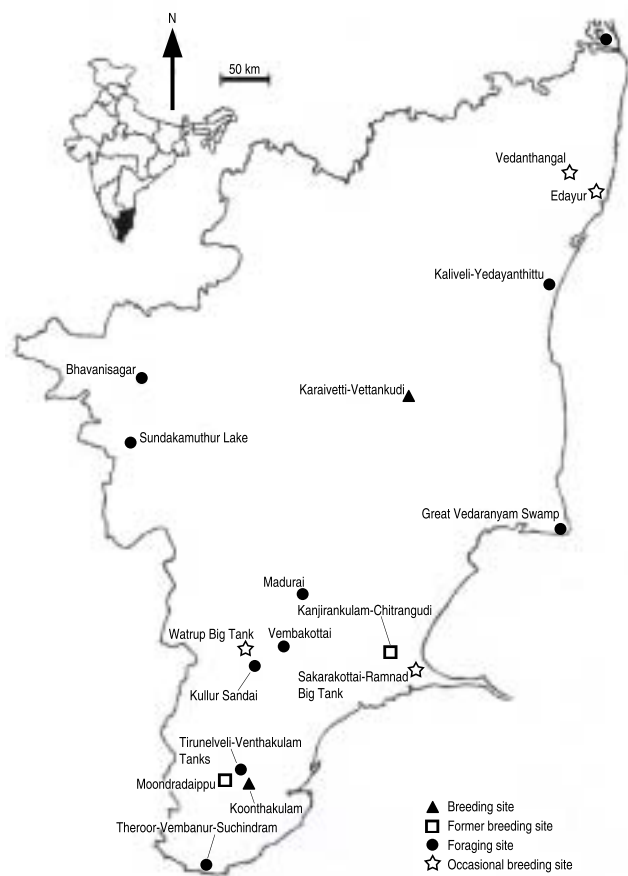 N
50 km
Vedanthangal
Edayur
Kaliveli-Yedayanthittu
Bhavanisagar
Karaivetti-Vettankudi
Sundakamuthur Lake
Great Vedaranyam Swamp
Madurai
Kanjirankulam-Chitrangudi
Watrup Big Tank
Vembakottai
Kullur Sandai
Sakarakottai-Ramnad
Big Tank
Tirunelveli-Venthakulam
Tanks
Moondradaippu
Koonthakulam
Theroor-Vembanur-Suchindram
Breeding site
Former breeding site
Foraging site
Occasional breeding site